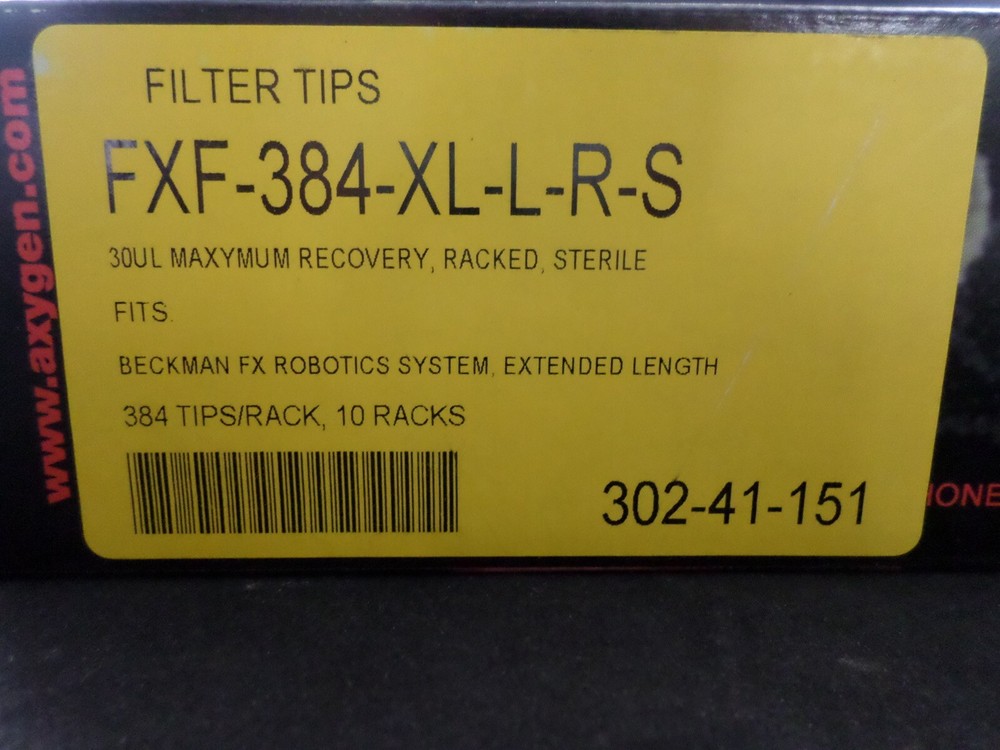 FILTER TIPS
FXF-384-XL-L-R-S
30UL MAXYMUM RECOVERY, RACKED, STERILE
FITS:
BECKMAN FX ROBOTICS SYSTEM, EXTENDED LENGTH
384 TIPS/RACK, 10 RACKS
302-41-151
www.axygen.com